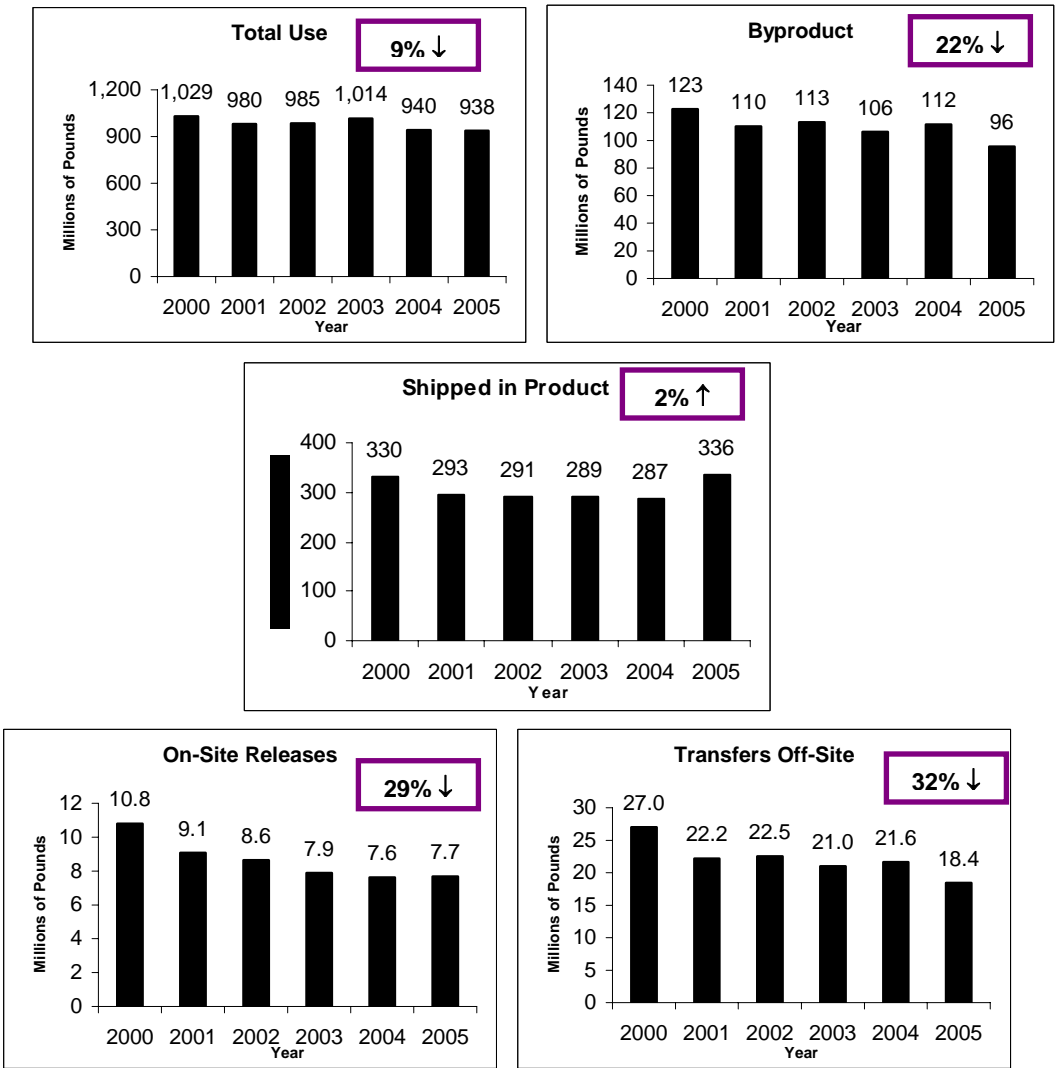 Total Use
9% ↓
Millions of Pounds
1,200
900
600
300
0
1,029 980 985 1,014 940 938
2000 2001 2002 2003 2004 2005
Year
Byproduct
22% ↓
Millions of Pounds
140
120
100
80
60
40
20
0
123 110 113 106 112 96
2000 2001 2002 2003 2004 2005
Year
Shipped in Product
2% ↑
400
300
200
100
0
330 293 291 289 287 336
2000 2001 2002 2003 2004 2005
Year
On-Site Releases
29% ↓
Millions of Pounds
12
10
8
6
4
2
0
10.8 9.1 8.6 7.9 7.6 7.7
2000 2001 2002 2003 2004 2005
Year
Transfers Off-Site
32% ↓
Millions of Pounds
30
25
20
15
10
5
0
27.0 22.2 22.5 21.0 21.6 18.4
2000 2001 2002 2003 2004 2005
Year